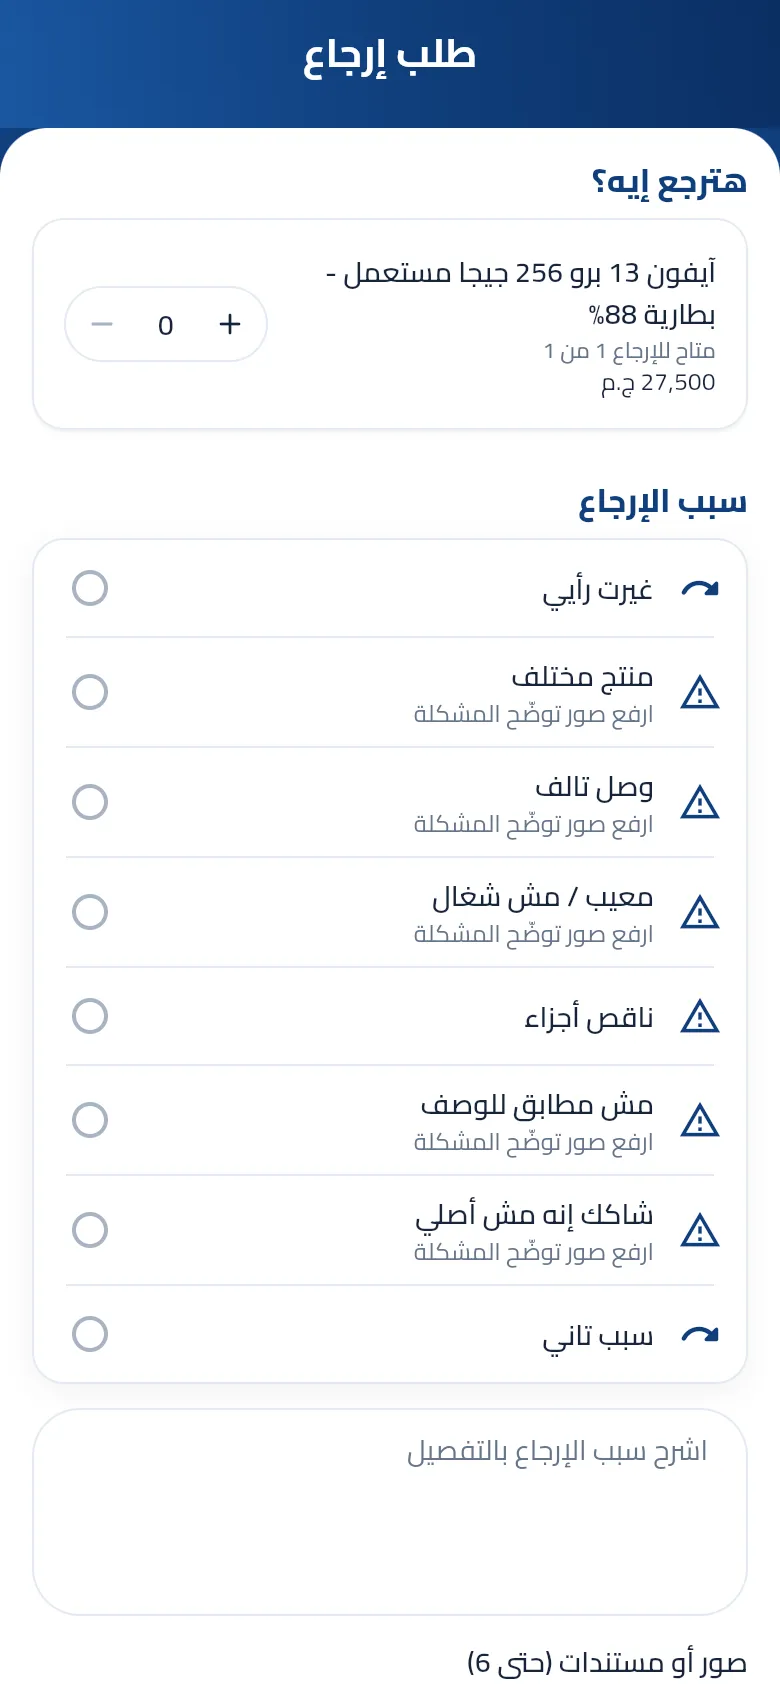 طلب إرجاع
هترجع إيه؟
آيفون 13 برو 256 جيجا مستعمل -
بطارية 88%
متاح للإرجاع 1 من 1
27,500 ج.م
+ 0 −
سبب الإرجاع
غيرت رأيي
منتج مختلف
ارفع صور توضّح المشكلة
وصل تالف
ارفع صور توضّح المشكلة
معيب / مش شغال
ارفع صور توضّح المشكلة
ناقص أجزاء
مش مطابق للوصف
ارفع صور توضّح المشكلة
شاكك إنه مش أصلي
ارفع صور توضّح المشكلة
سبب تاني
اشرح سبب الإرجاع بالتفصيل
صور أو مستندات (حتى 6)